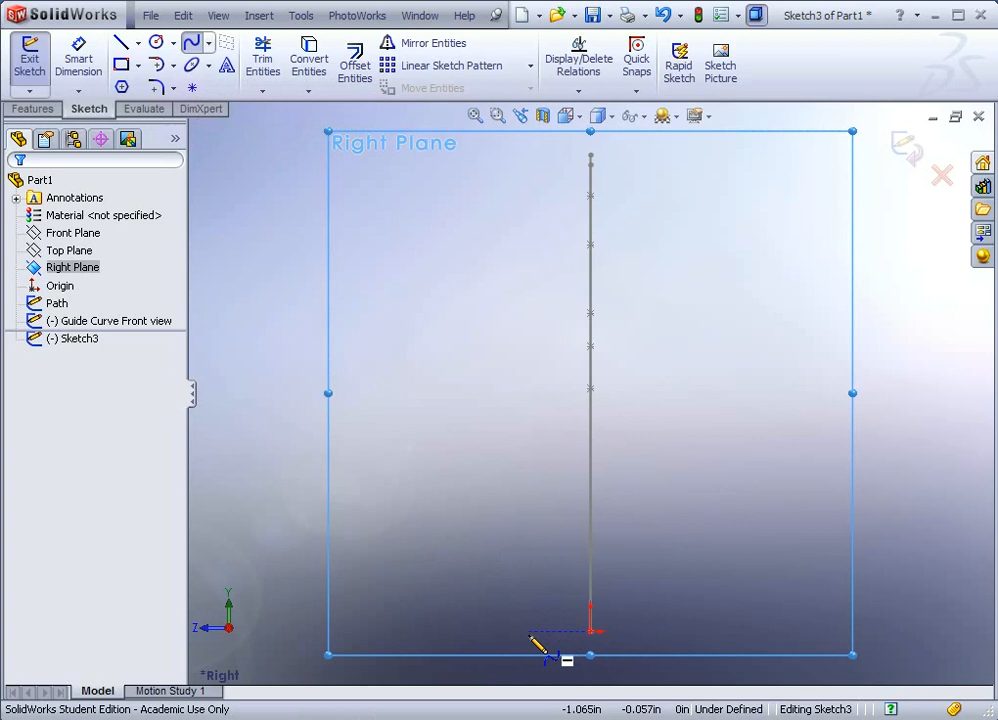 SolidWorks File Edit View Insert Tools PhotoWorks Window Help Sketch3 of Part1 * ?
Exit Sketch
Smart Dimension
Trim Entities
Convert Entities
Offset Entities
Mirror Entities
Linear Sketch Pattern
Move Entities
Display/Delete Relations
Quick Snaps
Rapid Sketch
Sketch Picture
Features Sketch Evaluate DimXpert
Right Plane
Part1
Annotations
Material <not specified>
Front Plane
Top Plane
Right Plane
Origin
Path
(-) Guide Curve Front view
(-) Sketch3
Y
Z
*Right
Model Motion Study 1
SolidWorks Student Edition - Academic Use Only -1.065in -0.057in 0in Under Defined Editing Sketch3 ?